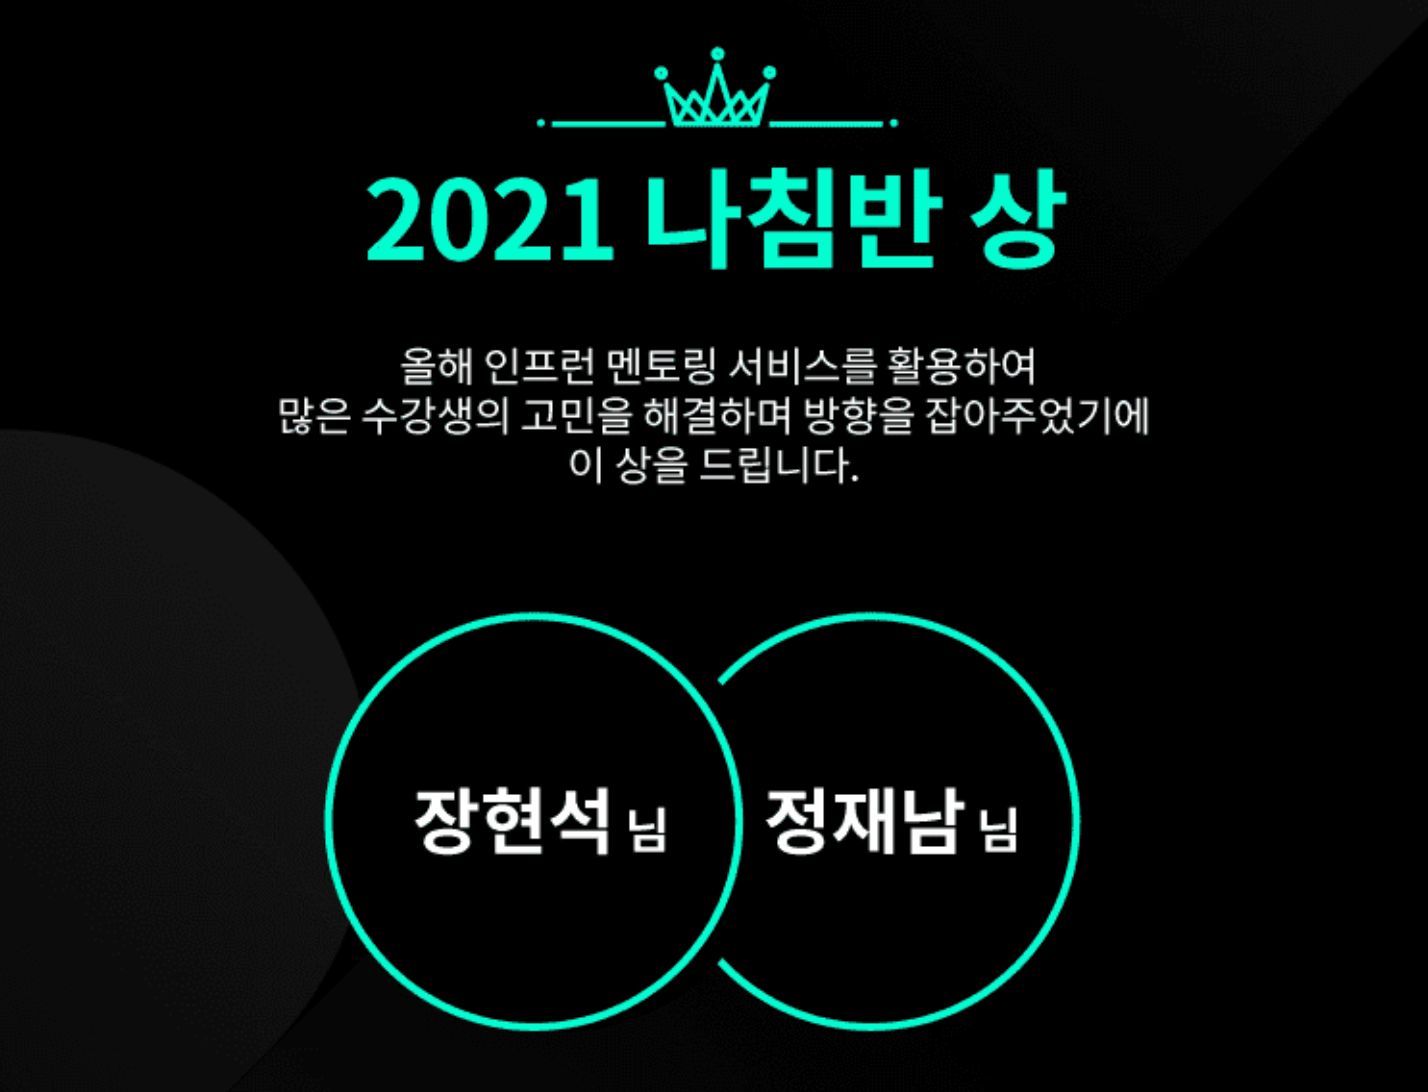 2021 나침반 상
올해 인프런 멘토링 서비스를 활용하여
많은 수강생의 고민을 해결하며 방향을 잡아주었기에
이 상을 드립니다.
장현석 님 정재남 님